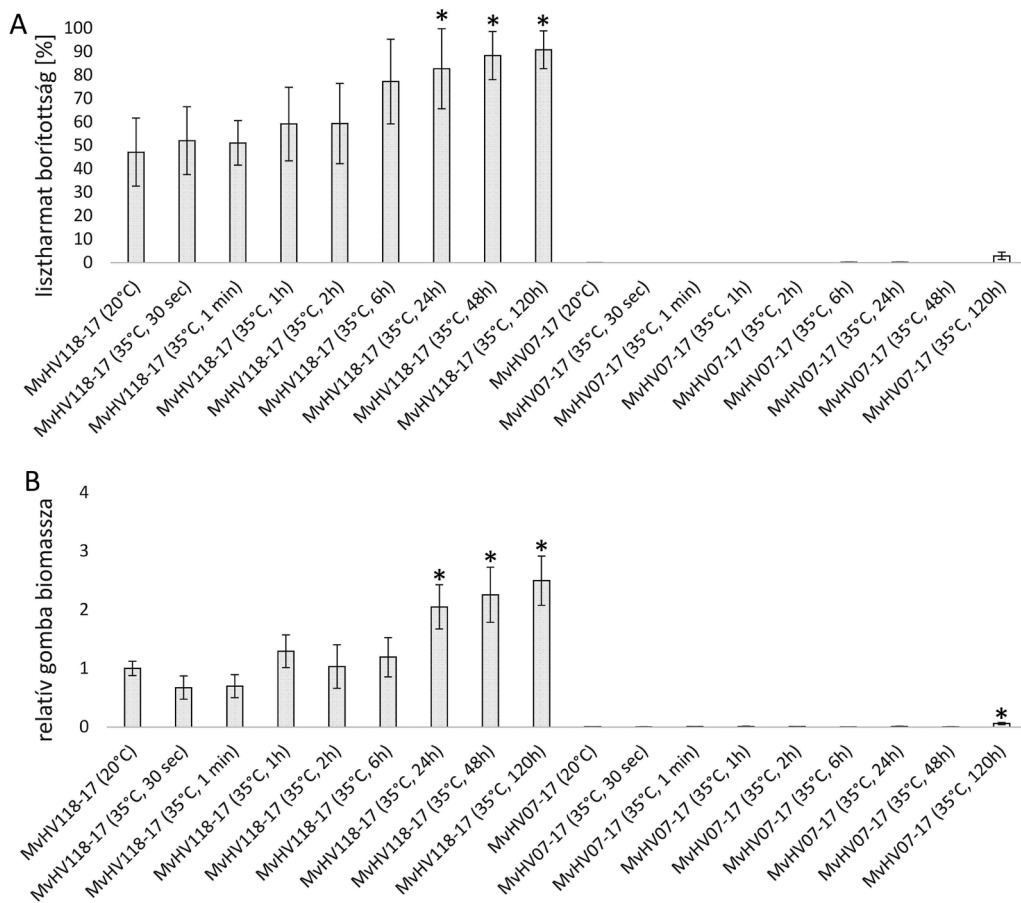 A
lisztharmat borítottság [%]
100
90
80
70
60
50
40
30
20
10
0
*
*
*
MvHV118-17 (20°C)
MvHV118-17 (35°C, 30 sec)
MvHV118-17 (35°C, 1 min)
MvHV118-17 (35°C, 1h)
MvHV118-17 (35°C, 2h)
MvHV118-17 (35°C, 6h)
MvHV118-17 (35°C, 24h)
MvHV118-17 (35°C, 48h)
MvHV118-17 (35°C, 120h)
MvHV07-17 (20°C)
MvHV07-17 (35°C, 30 sec)
MvHV07-17 (35°C, 1 min)
MvHV07-17 (35°C, 1h)
MvHV07-17 (35°C, 2h)
MvHV07-17 (35°C, 6h)
MvHV07-17 (35°C, 24h)
MvHV07-17 (35°C, 48h)
MvHV07-17 (35°C, 120h)
B
relatív gomba biomassza
4
3
2
1
0
*
*
*
*
MvHV118-17 (20°C)
MvHV118-17 (35°C, 30 sec)
MvHV118-17 (35°C, 1 min)
MvHV118-17 (35°C, 1h)
MvHV118-17 (35°C, 2h)
MvHV118-17 (35°C, 6h)
MvHV118-17 (35°C, 24h)
MvHV118-17 (35°C, 48h)
MvHV118-17 (35°C, 120h)
MvHV07-17 (20°C)
MvHV07-17 (35°C, 30 sec)
MvHV07-17 (35°C, 1 min)
MvHV07-17 (35°C, 1h)
MvHV07-17 (35°C, 2h)
MvHV07-17 (35°C, 6h)
MvHV07-17 (35°C, 24h)
MvHV07-17 (35°C, 48h)
MvHV07-17 (35°C, 120h)